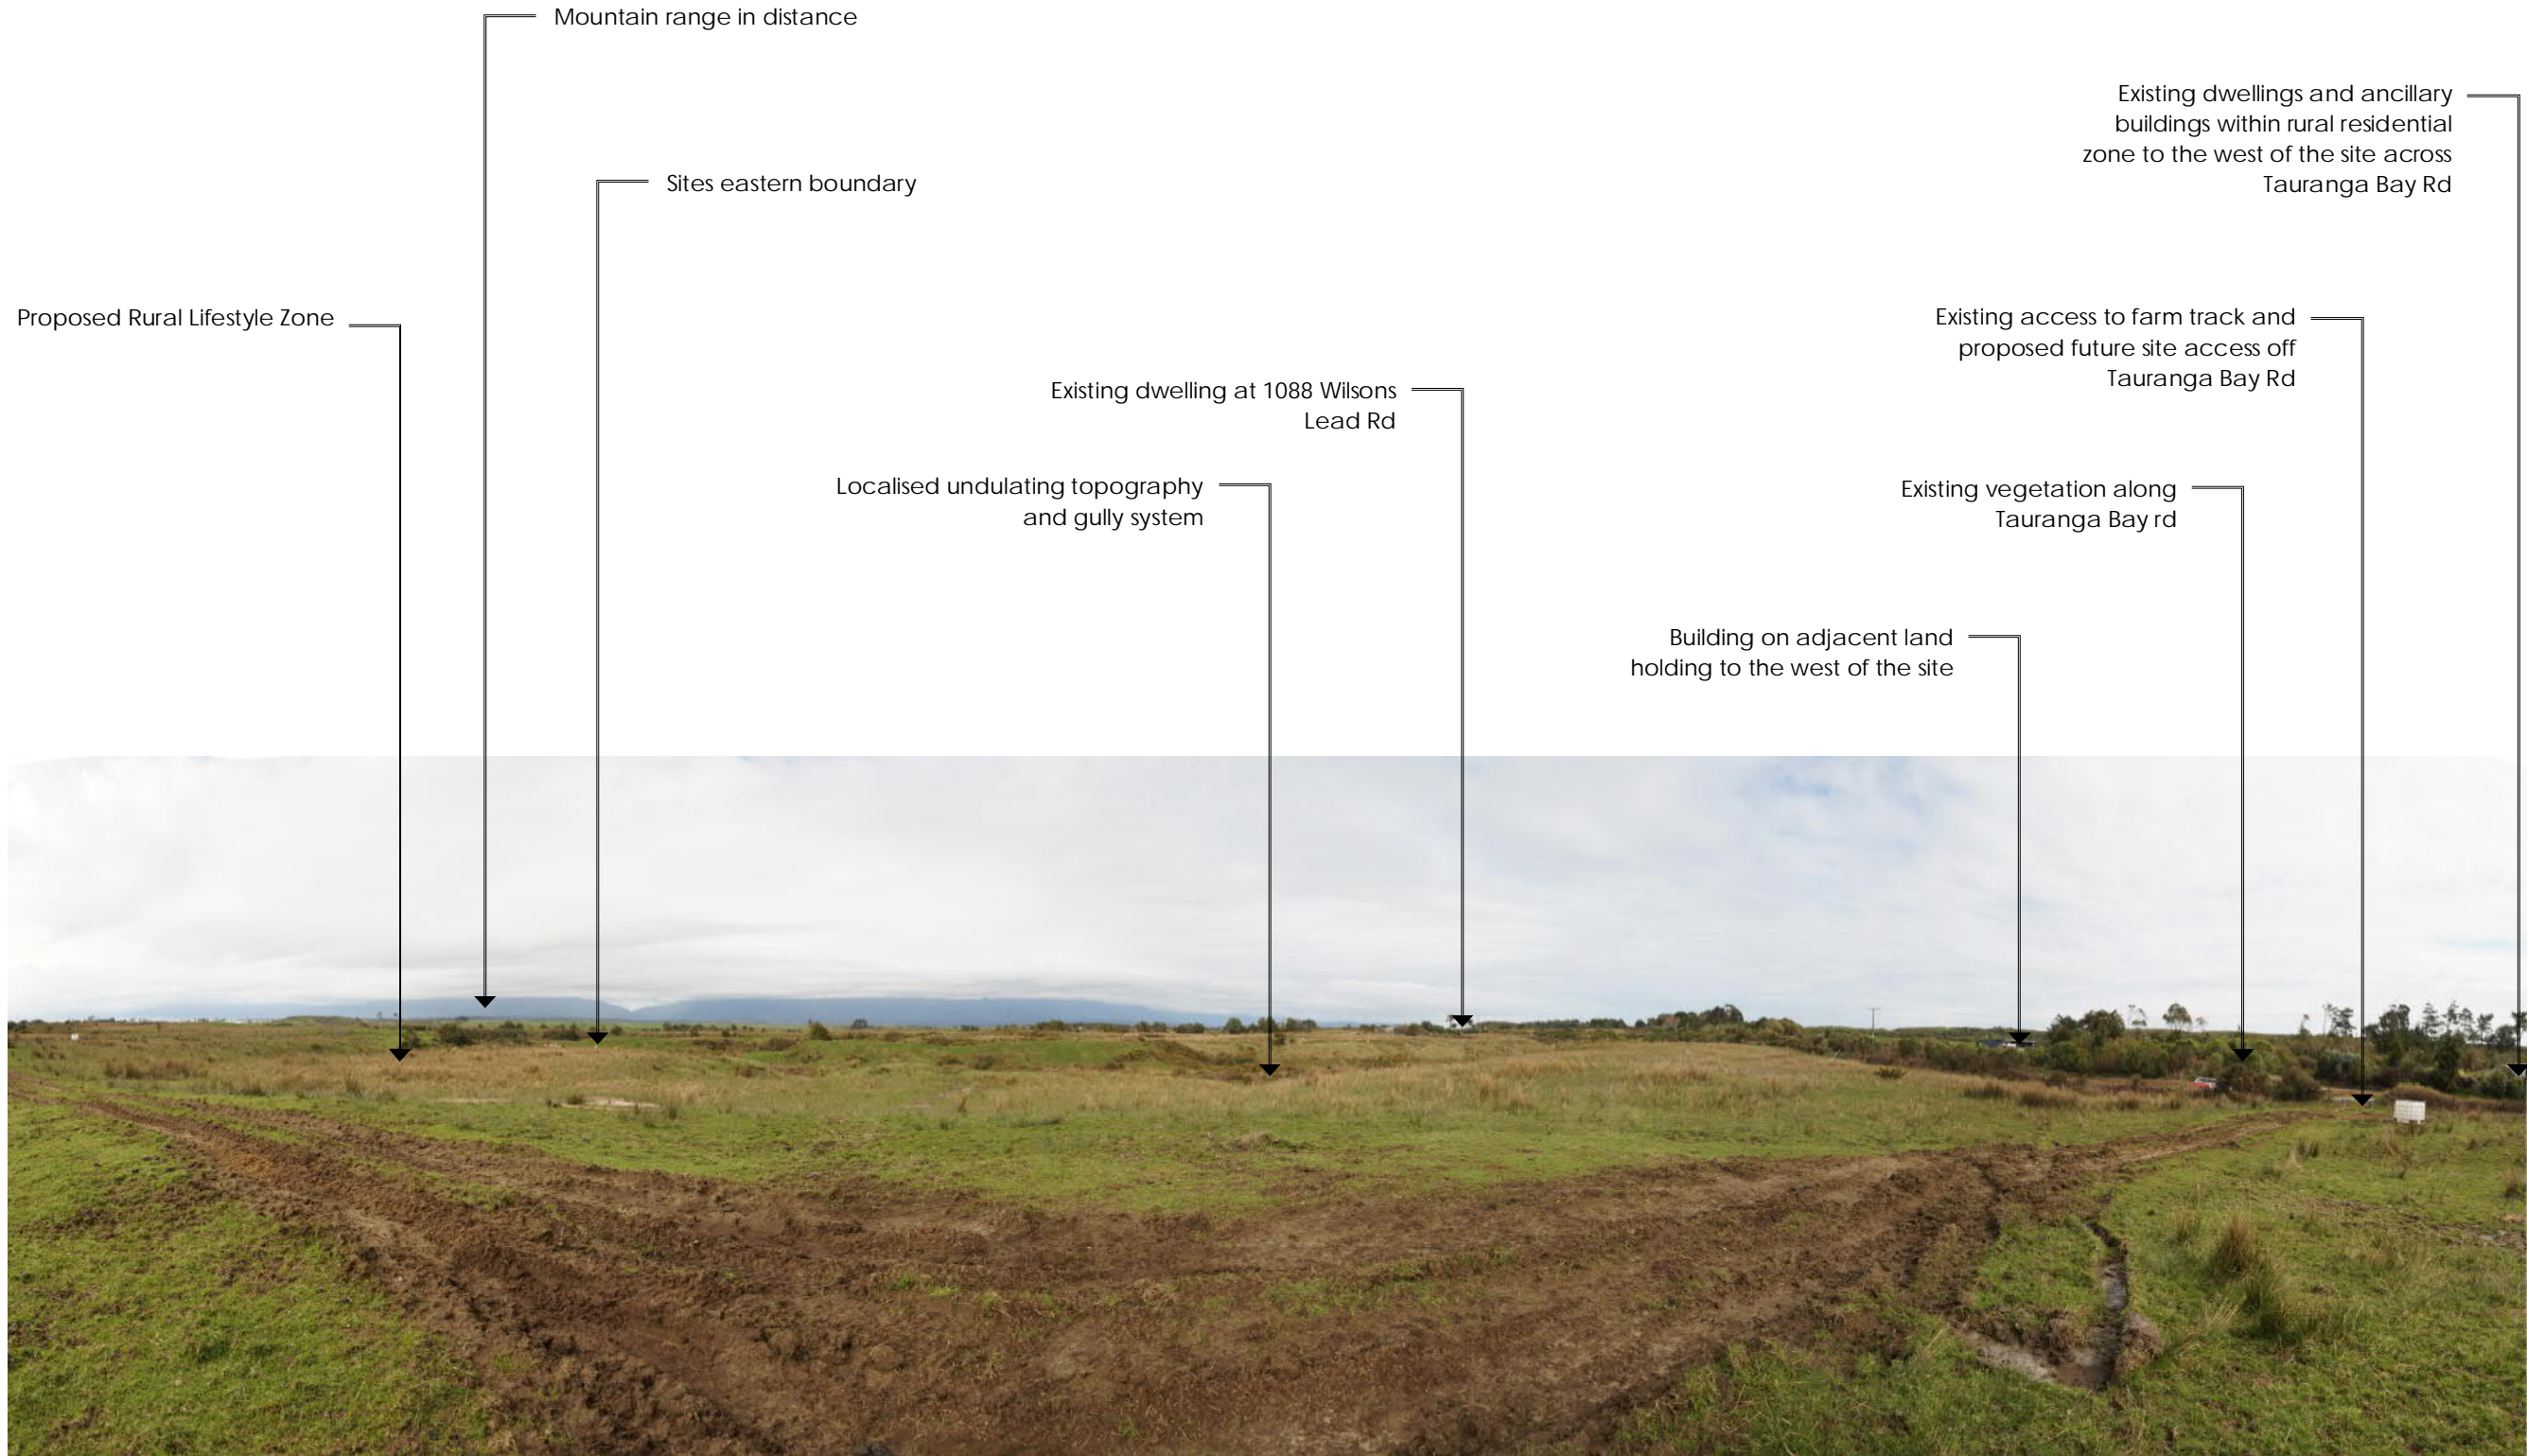 Mountain range in distance
Existing dwellings and ancillary
buildings within rural residential
zone to the west of the site across
Tauranga Bay Rd
Sites eastern boundary
Proposed Rural Lifestyle Zone
Existing access to farm track and
proposed future site access off
Tauranga Bay Rd
Existing dwelling at 1088 Wilsons
Lead Rd
Localised undulating topography
and gully system
Existing vegetation along
Tauranga Bay rd
Building on adjacent land
holding to the west of the site